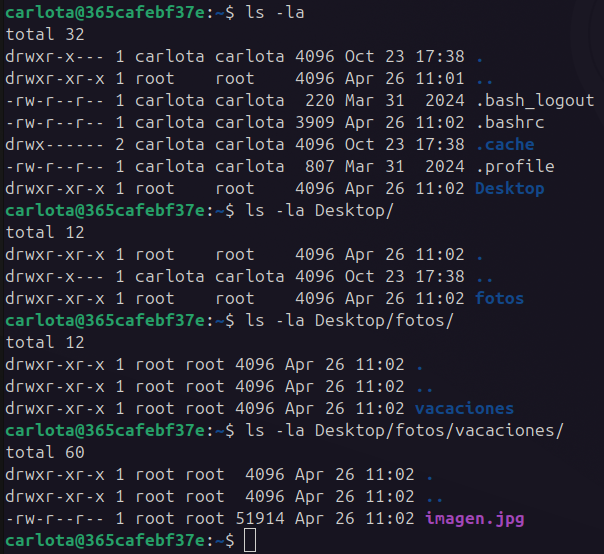 carlota@365cafebf37e:~$ ls -la
total 32
drwxr-x--- 1 carlota carlota 4096 Oct 23 17:38 .
drwxr-xr-x 1 root    root    4096 Apr 26 11:01 ..
-rw-r--r-- 1 carlota carlota  220 Mar 31  2024 .bash_logout
-rw-r--r-- 1 carlota carlota 3909 Apr 26 11:02 .bashrc
drwx------ 2 carlota carlota 4096 Oct 23 17:38 .cache
-rw-r--r-- 1 carlota carlota  807 Mar 31  2024 .profile
drwxr-xr-x 1 root    root    4096 Apr 26 11:02 Desktop
carlota@365cafebf37e:~$ ls -la Desktop/
total 12
drwxr-xr-x 1 root    root    4096 Apr 26 11:02 .
drwxr-x--- 1 carlota carlota 4096 Oct 23 17:38 ..
drwxr-xr-x 1 root    root    4096 Apr 26 11:02 fotos
carlota@365cafebf37e:~$ ls -la Desktop/fotos/
total 12
drwxr-xr-x 1 root root 4096 Apr 26 11:02 .
drwxr-xr-x 1 root root 4096 Apr 26 11:02 ..
drwxr-xr-x 1 root root 4096 Apr 26 11:02 vacaciones
carlota@365cafebf37e:~$ ls -la Desktop/fotos/vacaciones/
total 60
drwxr-xr-x 1 root root  4096 Apr 26 11:02 .
drwxr-xr-x 1 root root  4096 Apr 26 11:02 ..
-rw-r--r-- 1 root root 51914 Apr 26 11:02 imagen.jpg
carlota@365cafebf37e:~$